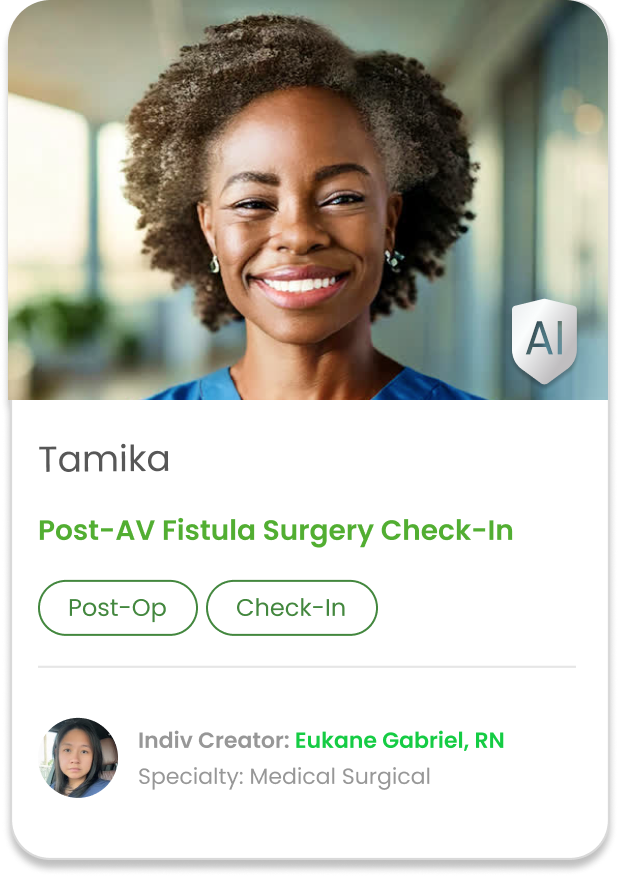 AI
Tamika
Post-AV Fistula Surgery Check-In
Post-Op Check-In
Indiv Creator: Eukane Gabriel, RN
Specialty: Medical Surgical